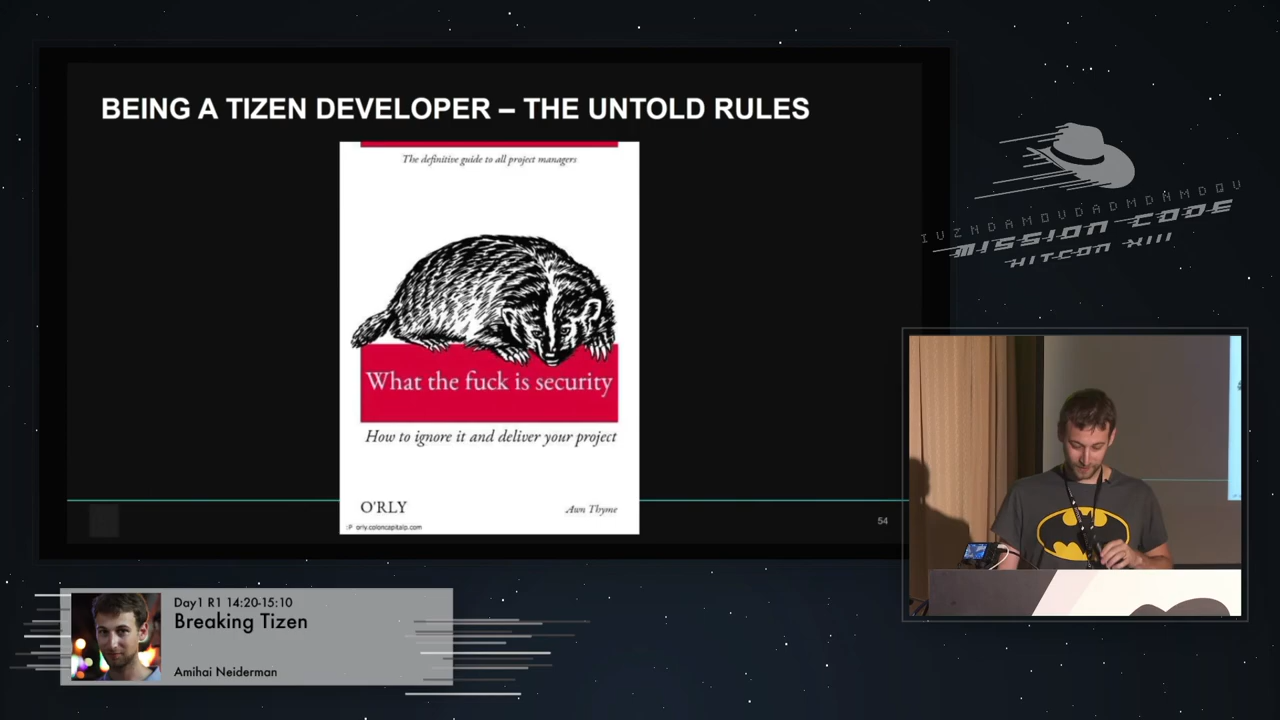 BEING A TIZEN DEVELOPER – THE UNTOLD RULES
The definitive guide to all project managers
What the fuck is security
How to ignore it and deliver your project
O'RLY
Awn Thyme
:P orly.coloncapitalp.com
54
IUZNDAMOVDADMDNMDQU
MISSION CODE
HITCON XIII
Day1 R1 14:20-15:10
Breaking Tizen
Amihai Neiderman